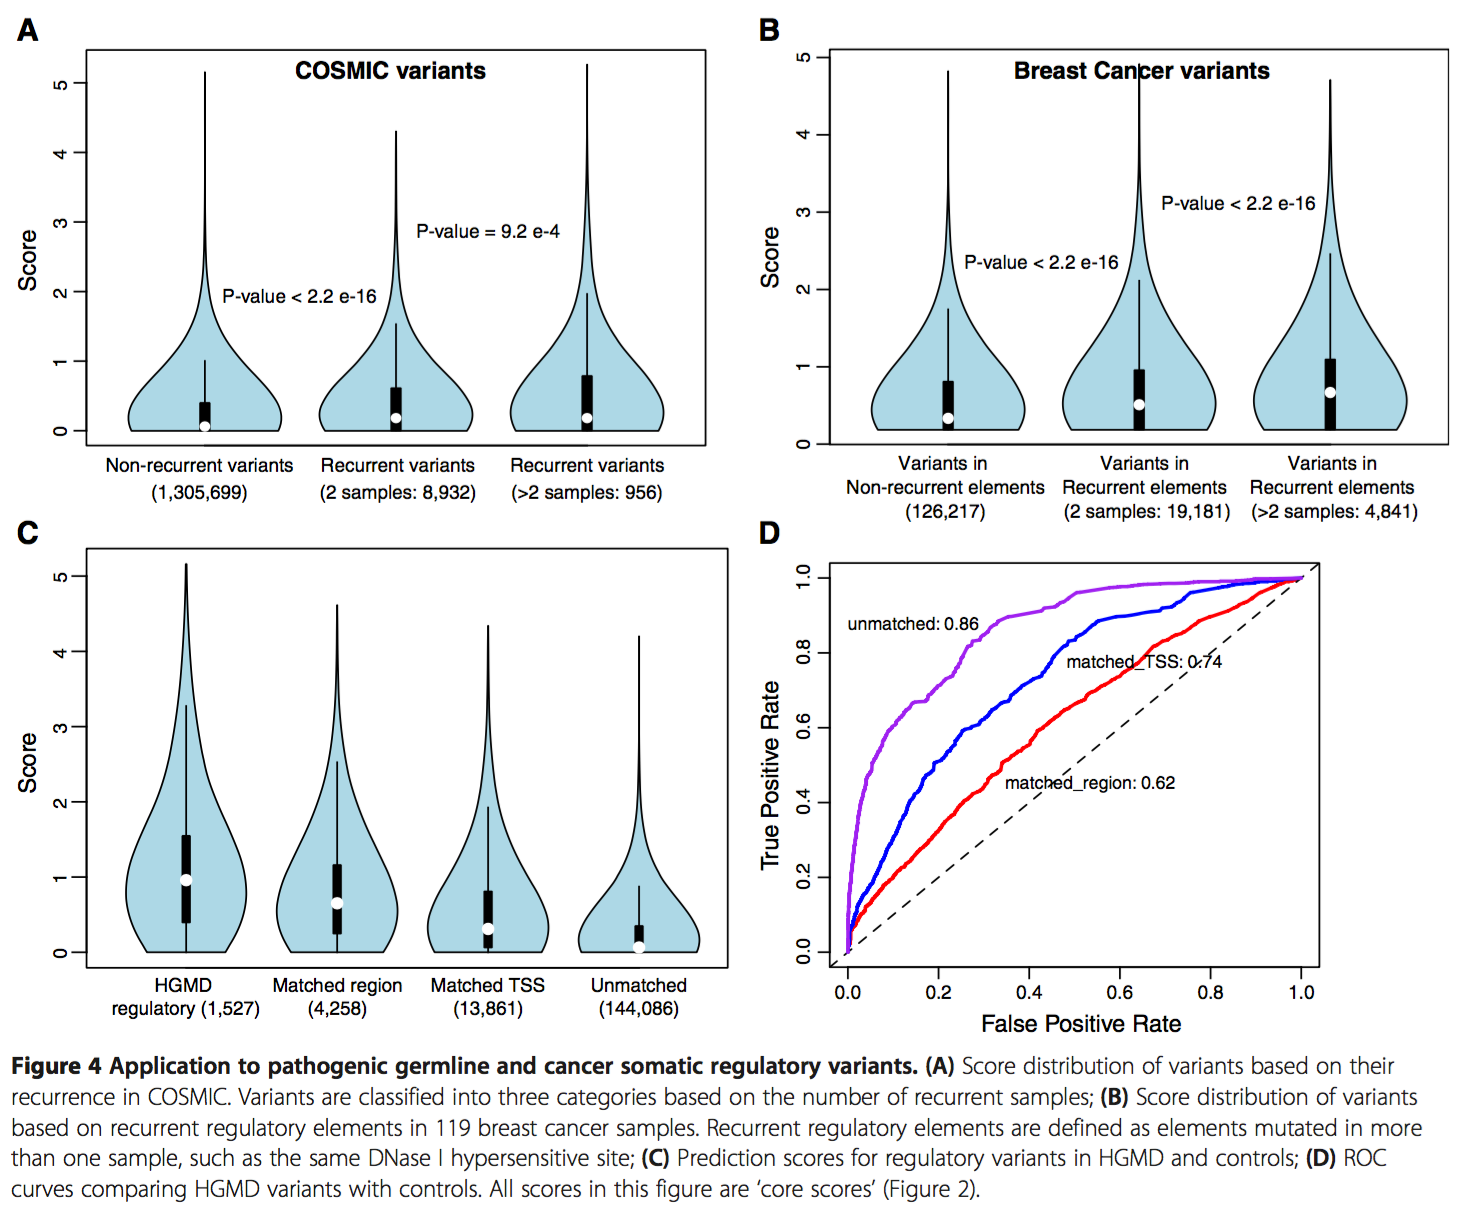 A
COSMIC variants
Score
5
4
3
2
1
0
P-value < 2.2 e-16
P-value = 9.2 e-4
Non-recurrent variants
(1,305,699)
Recurrent variants
(2 samples: 8,932)
Recurrent variants
(>2 samples: 956)
B
Breast Cancer variants
Score
5
4
3
2
1
0
P-value < 2.2 e-16
P-value < 2.2 e-16
Variants in
Non-recurrent elements
(126,217)
Variants in
Recurrent elements
(2 samples: 19,181)
Variants in
Recurrent elements
(>2 samples: 4,841)
C
Score
5
4
3
2
1
0
HGMD
regulatory (1,527)
Matched region
(4,258)
Matched TSS
(13,861)
Unmatched
(144,086)
D
True Positive Rate
1.0
0.8
0.6
0.4
0.2
0.0
unmatched: 0.86
matched_TSS: 0.74
matched_region: 0.62
0.0
0.2
0.4
0.6
0.8
1.0
False Positive Rate
Figure 4 Application to pathogenic germline and cancer somatic regulatory variants. (A) Score distribution of variants based on their
recurrence in COSMIC. Variants are classified into three categories based on the number of recurrent samples; (B) Score distribution of variants
based on recurrent regulatory elements in 119 breast cancer samples. Recurrent regulatory elements are defined as elements mutated in more
than one sample, such as the same DNase I hypersensitive site; (C) Prediction scores for regulatory variants in HGMD and controls; (D) ROC
curves comparing HGMD variants with controls. All scores in this figure are ‘core scores’ (Figure 2).